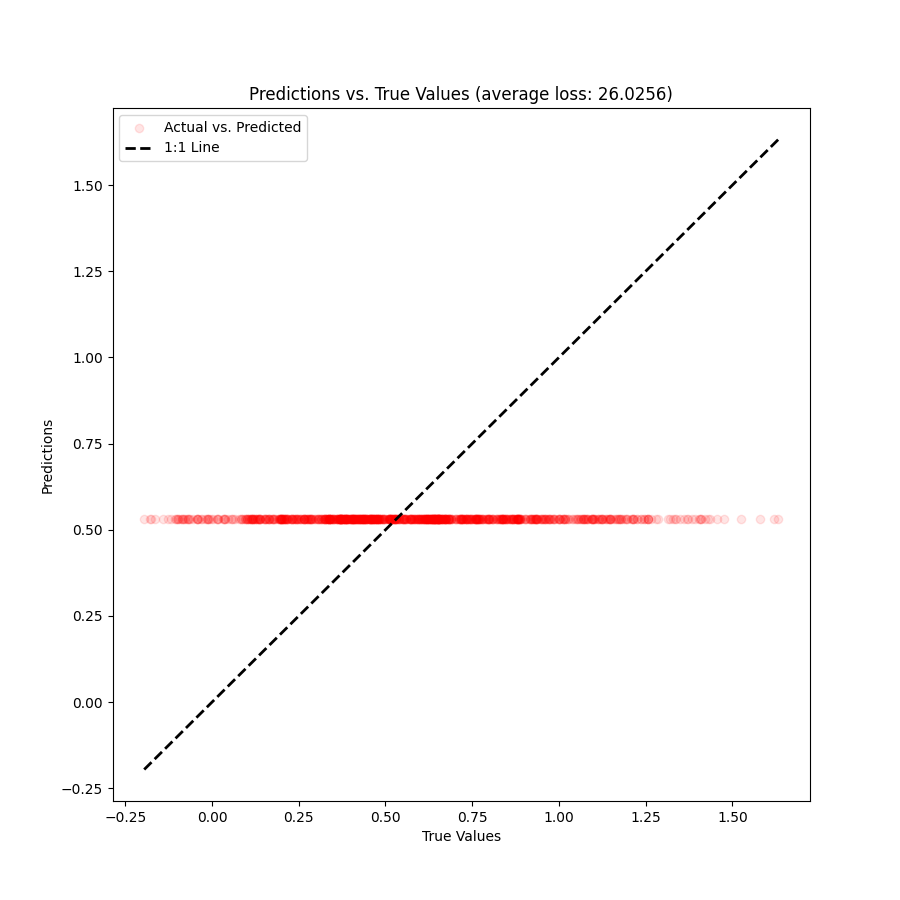 Predictions vs. True Values (average loss: 26.0256)
Actual vs. Predicted
1:1 Line
1.50
1.25
1.00
0.75
0.50
0.25
0.00
−0.25
Predictions
−0.25 0.00 0.25 0.50 0.75 1.00 1.25 1.50
True Values